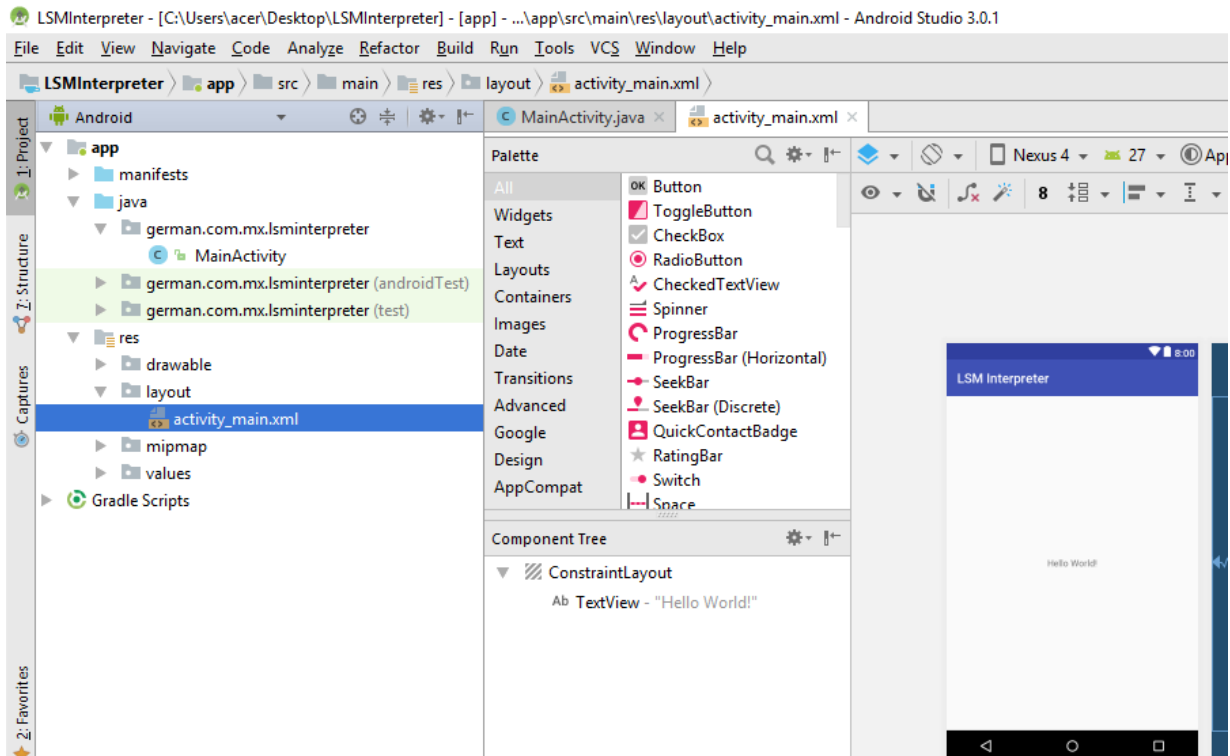 LSMInterpreter - [C:\Users\acer\Desktop\LSMInterpreter] - [app] - ...\app\src\main\res\layout\activity_main.xml - Android Studio 3.0.1
File Edit View Navigate Code Analyze Refactor Build Run Tools VCS Window Help
LSMInterpreter app src main res layout activity_main.xml
1: Project
7: Structure
Captures
2: Favorites
Android
app
manifests
java
german.com.mx.lsminterpreter
MainActivity
german.com.mx.lsminterpreter (androidTest)
german.com.mx.lsminterpreter (test)
res
drawable
layout
activity_main.xml
mipmap
values
Gradle Scripts
MainActivity.java activity_main.xml
Palette
All
Widgets
Text
Layouts
Containers
Images
Date
Transitions
Advanced
Google
Design
AppCompat
OK Button
ToggleButton
CheckBox
RadioButton
CheckedTextView
Spinner
ProgressBar
ProgressBar (Horizontal)
SeekBar
SeekBar (Discrete)
QuickContactBadge
RatingBar
Switch
Space
Component Tree
ConstraintLayout
Ab TextView - "Hello World!"
Nexus 4 27 App
8
8:00
LSM Interpreter
Hello World!